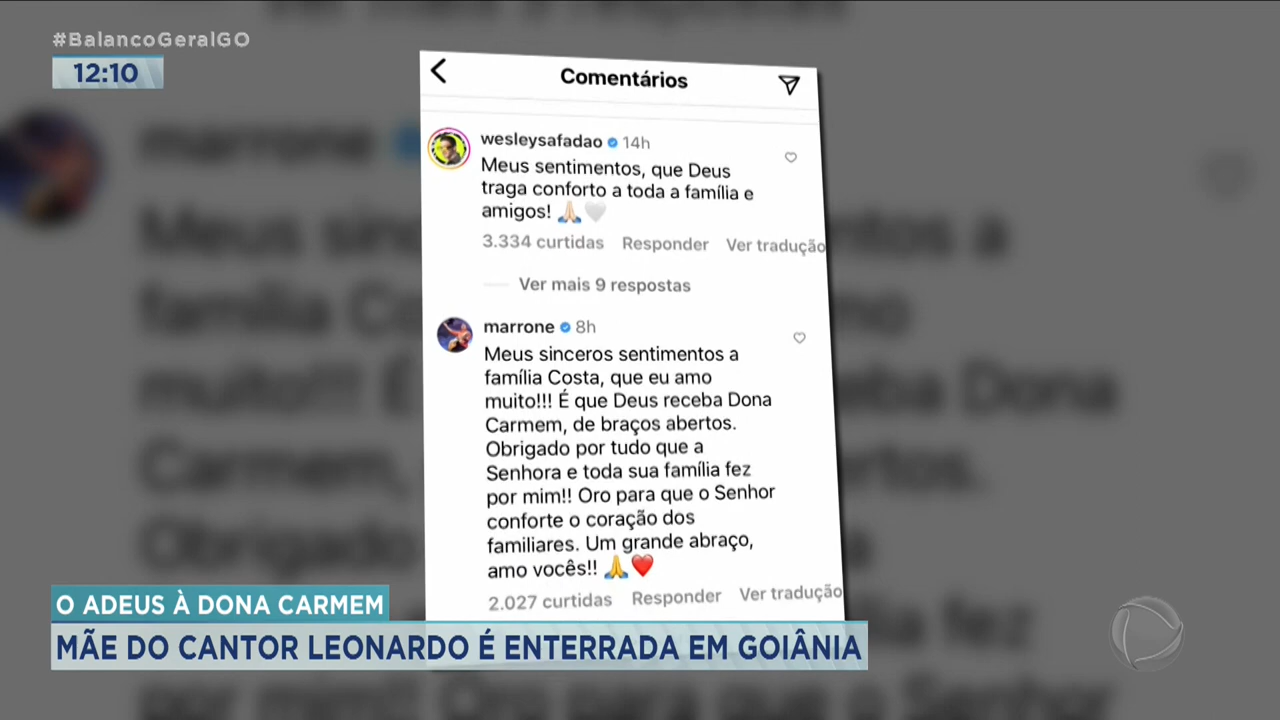 #BalancoGeralGO
12:10
Comentários
wesleysafadao 14h
Meus sentimentos, que Deus
traga conforto a toda a família e
amigos! 🙏🏻🤍
3.334 curtidas Responder Ver tradução
Ver mais 9 respostas
marrone 8h
Meus sinceros sentimentos a
família Costa, que eu amo
muito!!! É que Deus receba Dona
Carmem, de braços abertos.
Obrigado por tudo que a
Senhora e toda sua família fez
por mim!! Oro para que o Senhor
conforte o coração dos
familiares. Um grande abraço,
amo vocês!! 🙏❤️
2.027 curtidas Responder Ver tradução
O ADEUS À DONA CARMEM
MÃE DO CANTOR LEONARDO É ENTERRADA EM GOIÂNIA